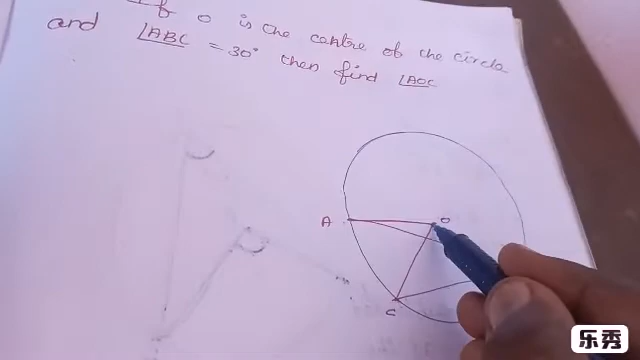 If O is the centre of the circle
and ∠ABC = 30° then find ∠AOC
A
O
C
乐秀